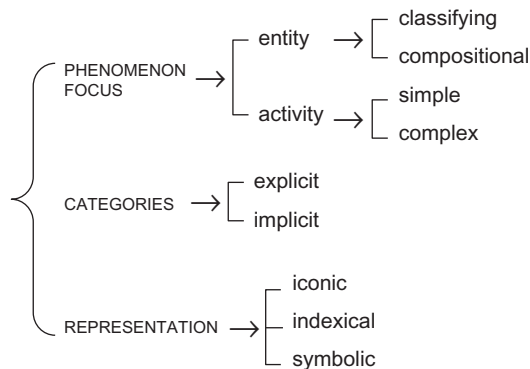 classifying
entity
compositional
PHENOMENON
FOCUS
simple
activity
complex
explicit
CATEGORIES
implicit
iconic
REPRESENTATION
indexical
symbolic